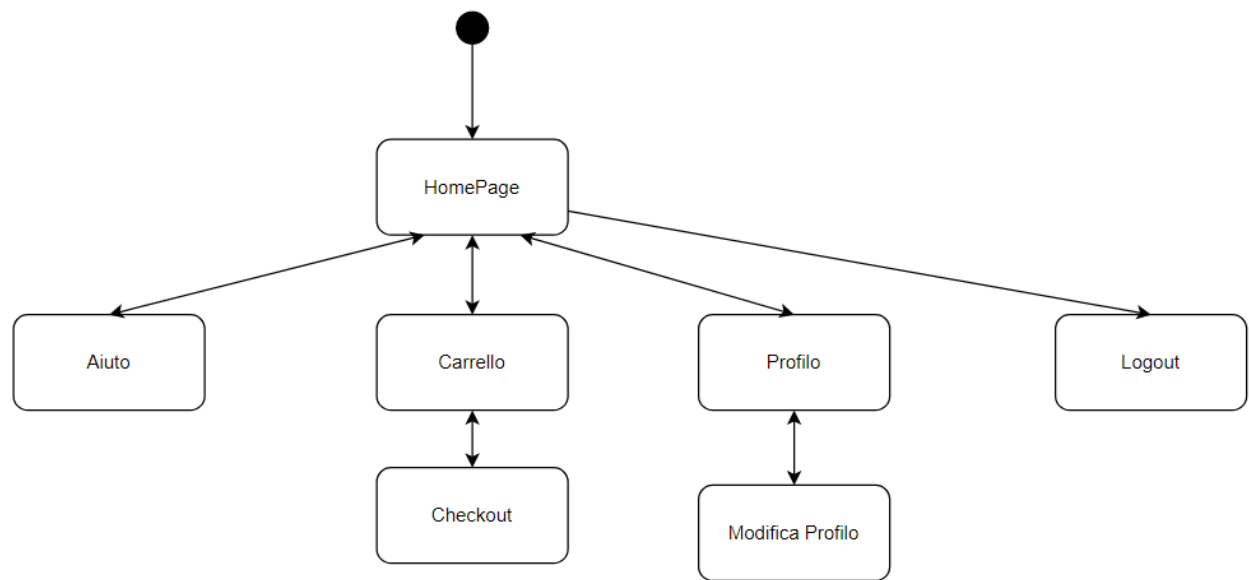 HomePage
Aiuto
Carrello
Profilo
Logout
Checkout
Modifica Profilo